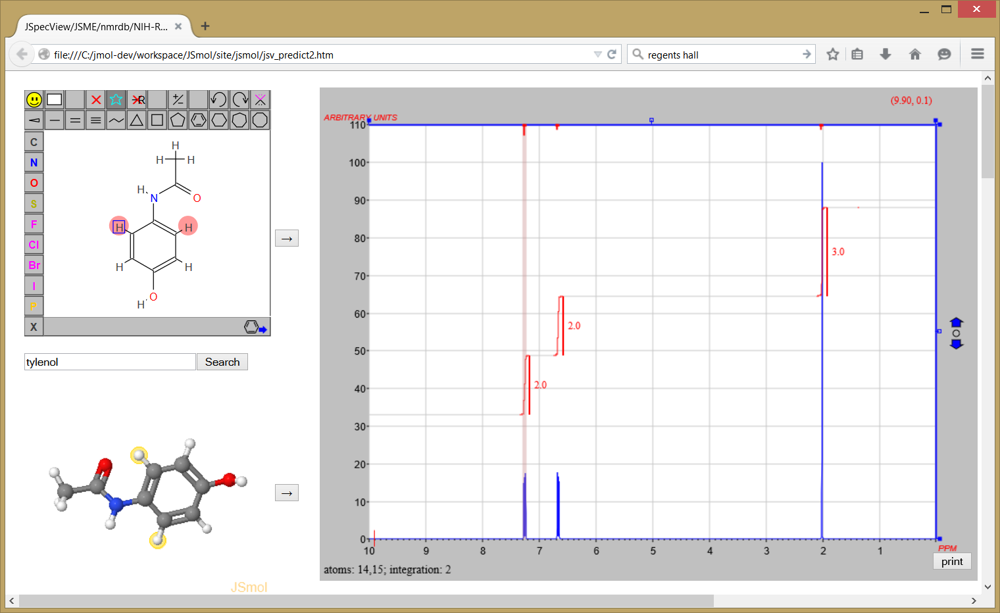 JSpecView/JSME/nmrdb/NIH-R...
file:///C:/jmol-dev/workspace/JSmol/site/jsmol/jsv_predict2.htm
regents hall
R
C
N
O
S
F
Cl
Br
I
P
X
H
H H
H
N
O
H H
H H
O
H
→
tylenol
Search
→
JSmol
(9.90, 0.1)
ARBITRARY UNITS
110
100
90
80
70
60
50
40
30
20
10
0
3.0
2.0
2.0
10 9 8 7 6 5 4 3 2 1
PPM
atoms: 14,15; integration: 2
print